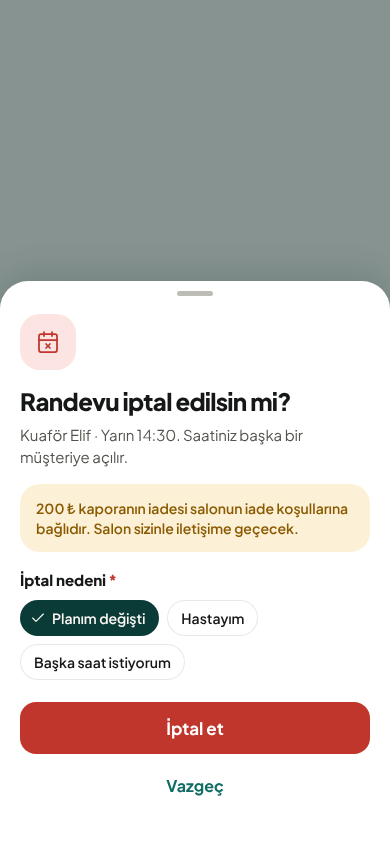 Randevu iptal edilsin mi?
Kuaför Elif · Yarın 14:30. Saatiniz başka bir
müşteriye açılır.
200 ₺ kaporanın iadesi salonun iade koşullarına
bağlıdır. Salon sizinle iletişime geçecek.
İptal nedeni *
Planım değişti
Hastayım
Başka saat istiyorum
İptal et
Vazgeç